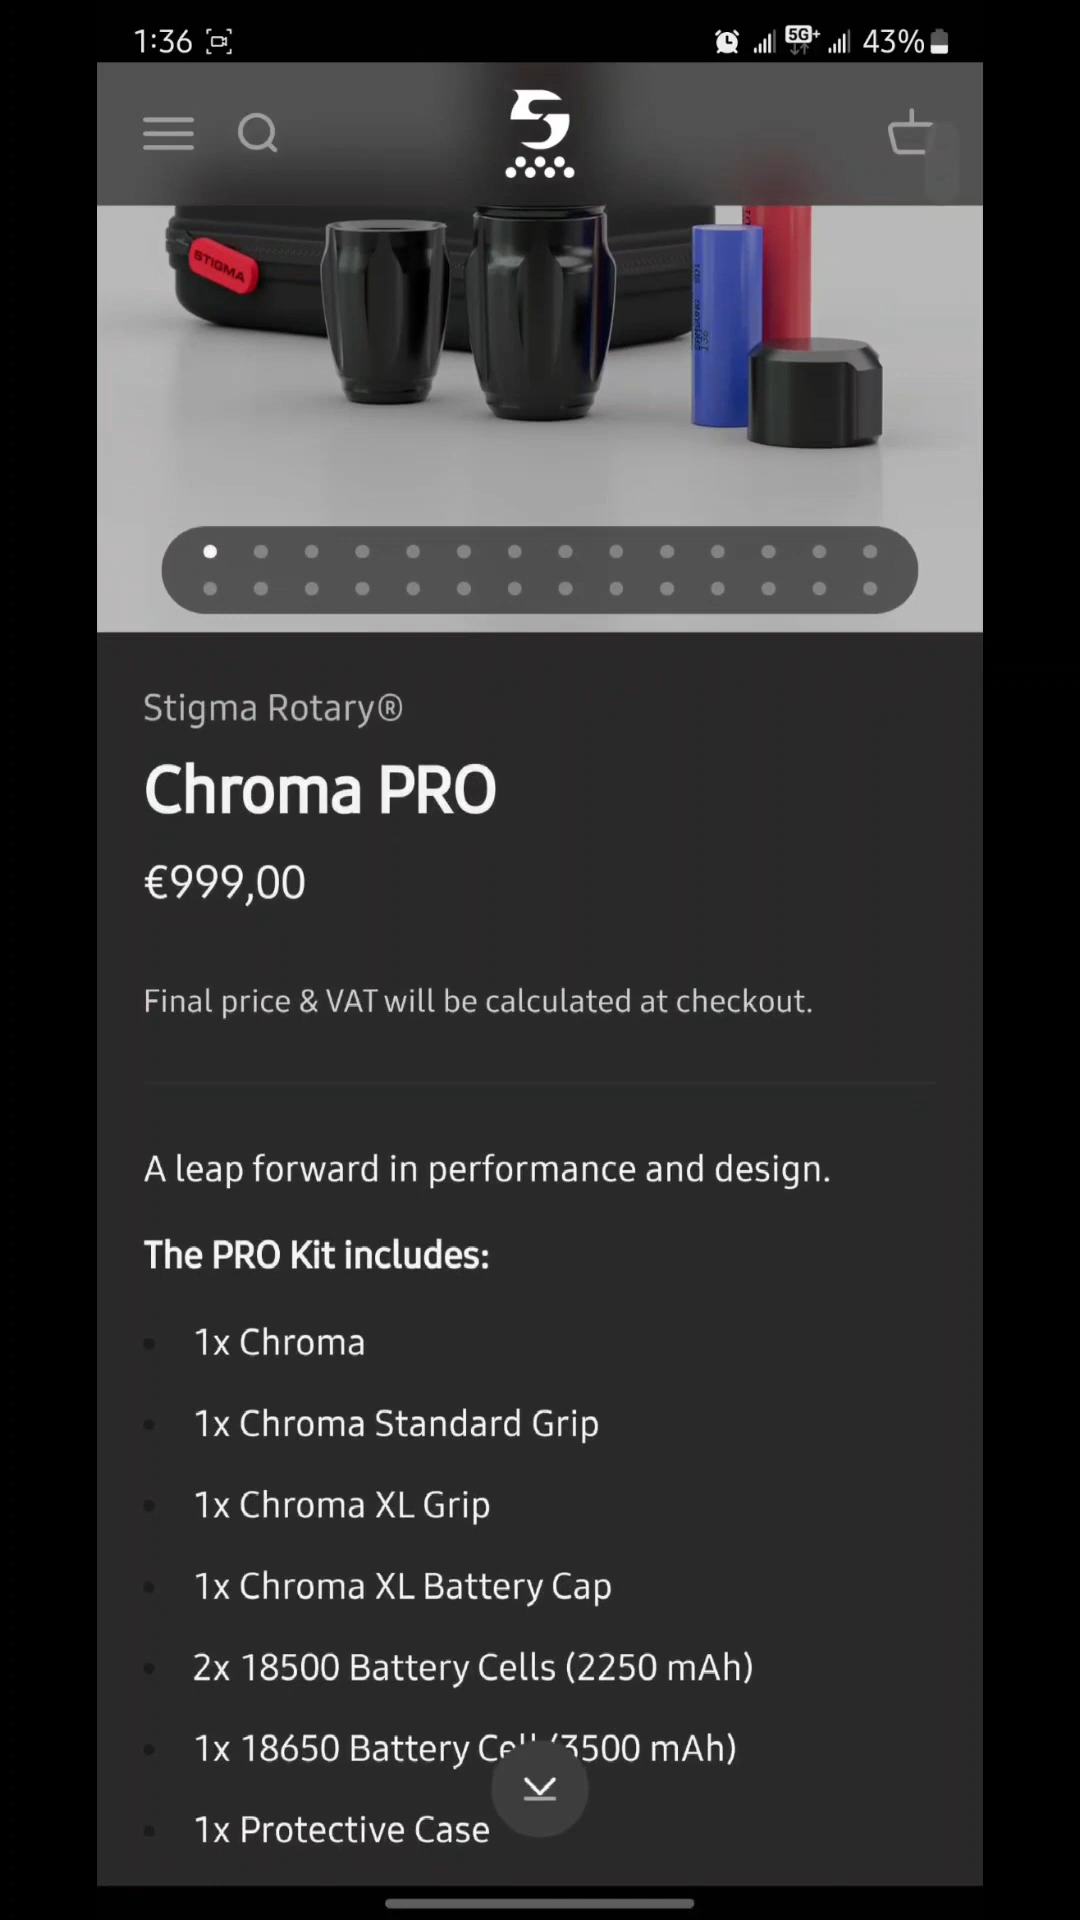 1:36
5G+
43%
STIGMA
Stigma Rotary®
Chroma PRO
€999,00
Final price & VAT will be calculated at checkout.
A leap forward in performance and design.
The PRO Kit includes:
1x Chroma
1x Chroma Standard Grip
1x Chroma XL Grip
1x Chroma XL Battery Cap
2x 18500 Battery Cells (2250 mAh)
1x 18650 Battery Cell (3500 mAh)
1x Protective Case